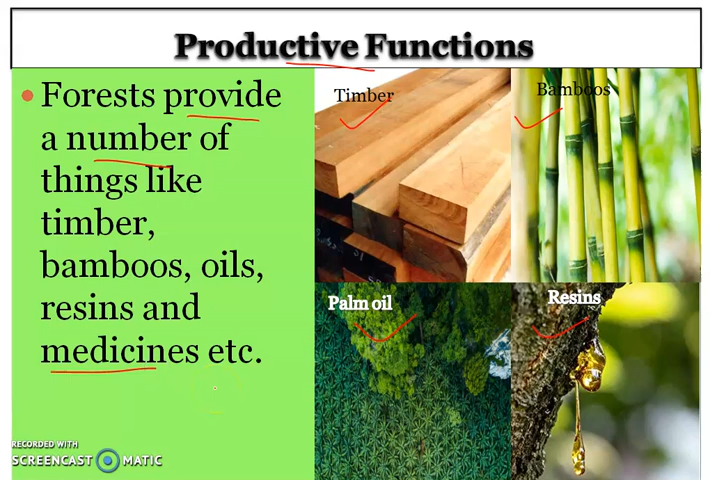 Productive Functions
Forests provide
a number of
things like
timber,
bamboos, oils,
resins and
medicines etc.
Timber
Bamboos
Palm oil
Resins
RECORDED WITH
SCREENCAST MATIC